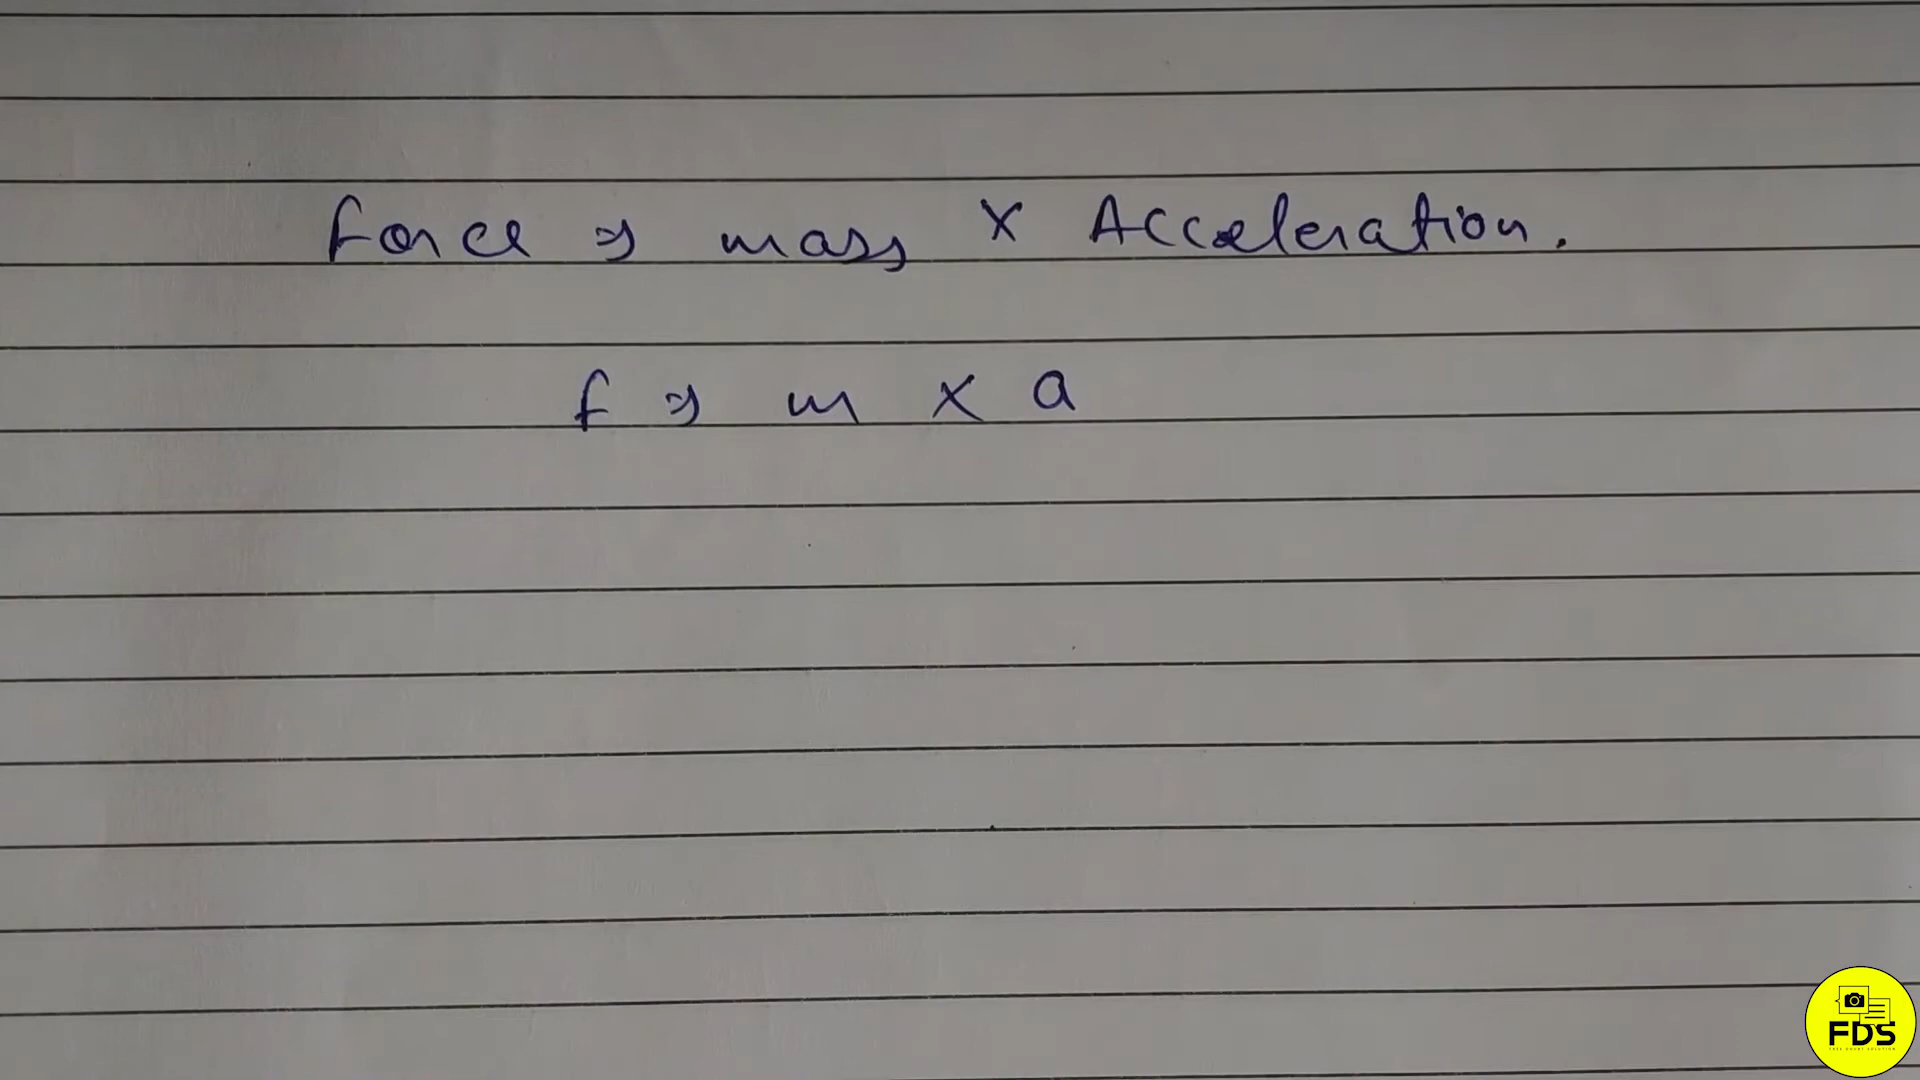 Force => mass × Acceleration.
f => m × a
FDS